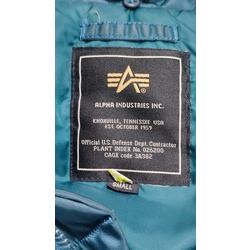 ALPHA INDUSTRIES INC.
KNOXVILLE, TENNESSEE USA
EST. OCTOBER 1959
Official U.S. Defense Dept. Contractor
PLANT INDEX No. 026200
CAGE code 3A362
SMALL